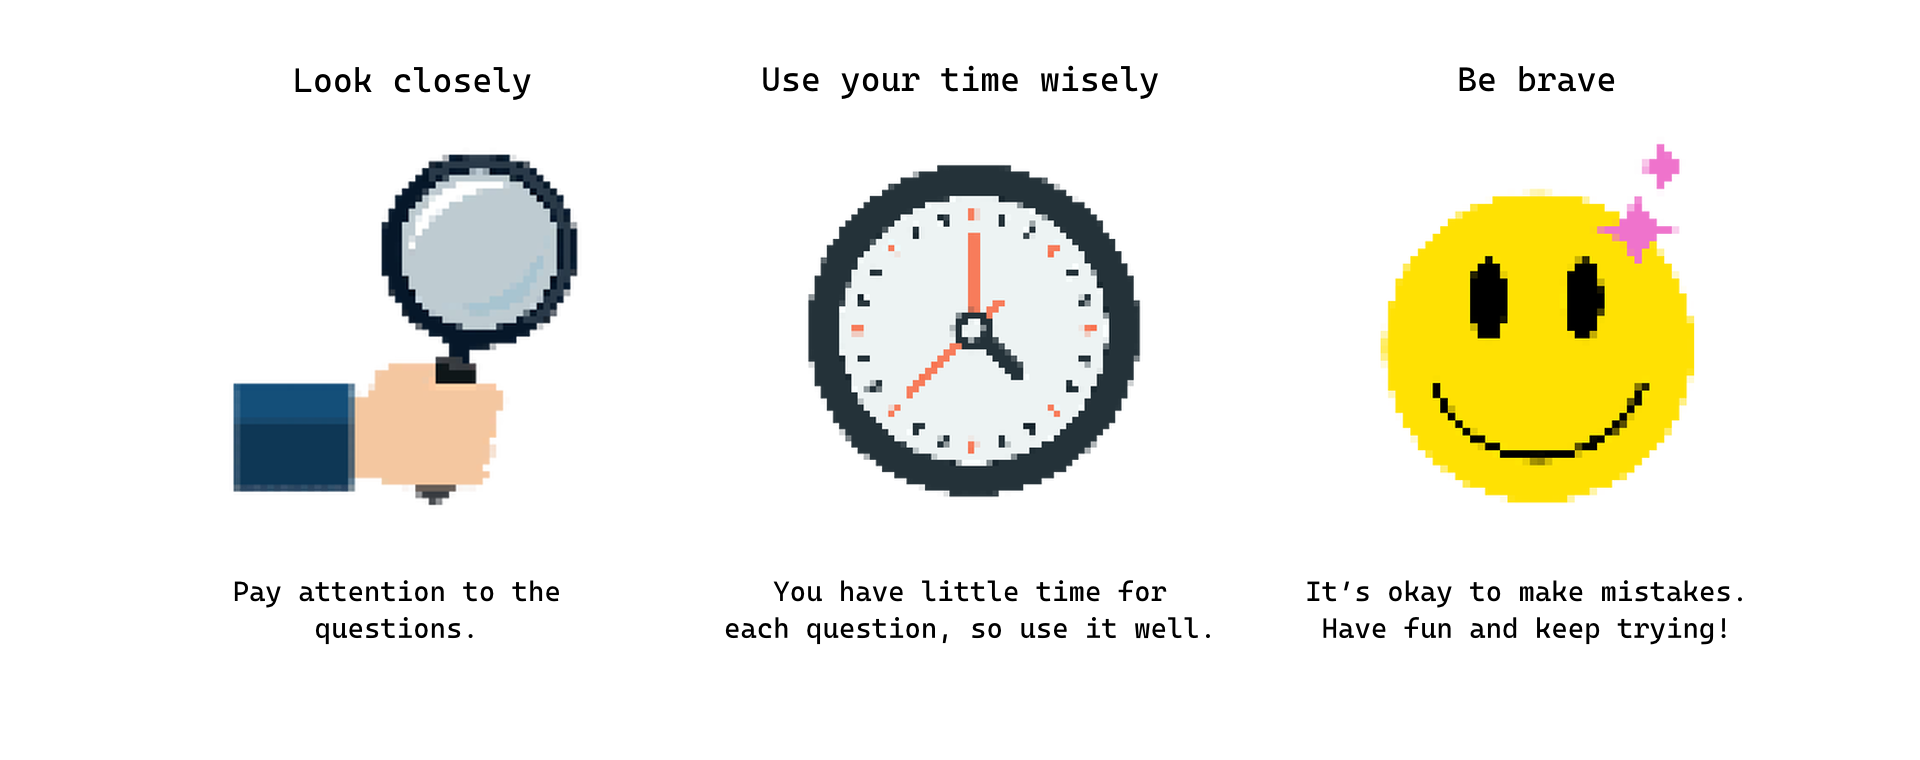 Look closely
Use your time wisely
Be brave
Pay attention to the
questions.
You have little time for
each question, so use it well.
It’s okay to make mistakes.
Have fun and keep trying!